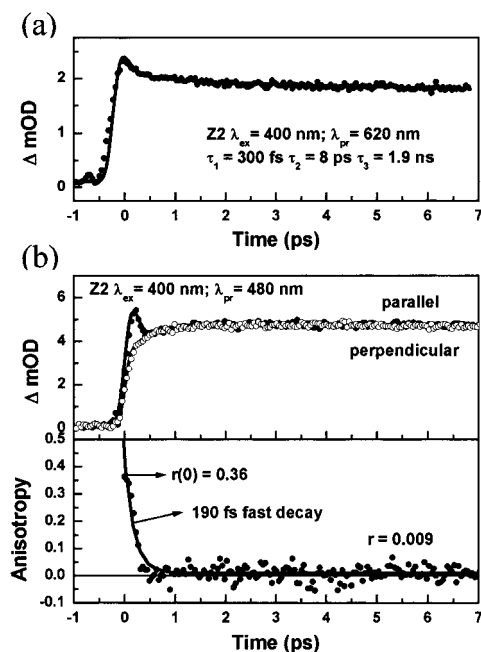 (a)
Δ mOD
2
1
0
Z2 λex = 400 nm; λpr = 620 nm
τ1 = 300 fs τ2 = 8 ps τ3 = 1.9 ns
-1 0 1 2 3 4 5 6 7
Time (ps)
(b)
Z2 λex = 400 nm; λpr = 480 nm
Δ mOD
6
4
2
0
parallel
perpendicular
Anisotropy
0.5
0.4
0.3
0.2
0.1
0.0
-0.1
r(0) = 0.36
190 fs fast decay
r = 0.009
-1 0 1 2 3 4 5 6 7
Time (ps)